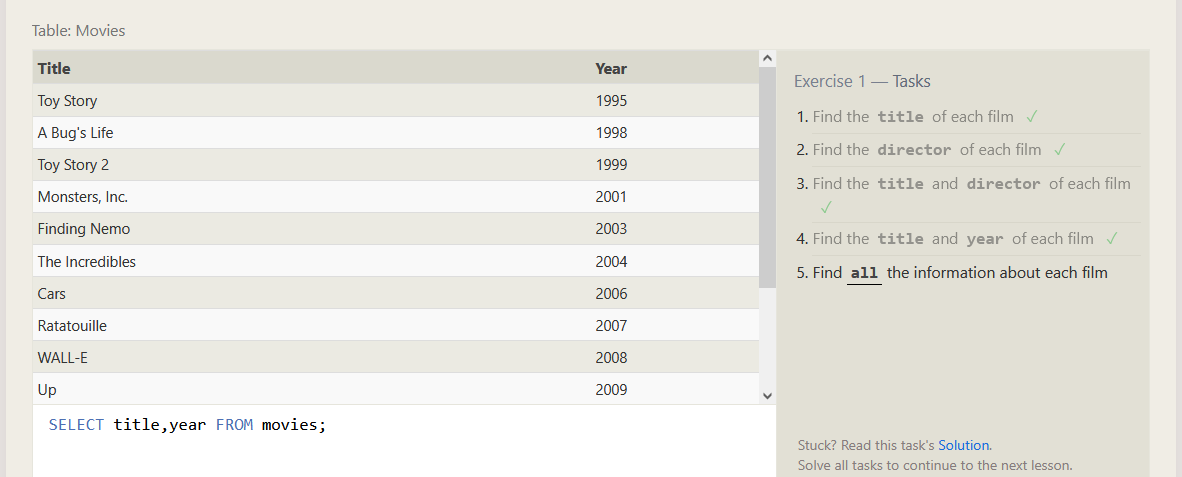 Table: Movies
Title Year
Toy Story 1995
A Bug's Life 1998
Toy Story 2 1999
Monsters, Inc. 2001
Finding Nemo 2003
The Incredibles 2004
Cars 2006
Ratatouille 2007
WALL-E 2008
Up 2009
SELECT title,year FROM movies;
Exercise 1 — Tasks
1. Find the title of each film ✓
2. Find the director of each film ✓
3. Find the title and director of each film
✓
4. Find the title and year of each film ✓
5. Find all the information about each film
Stuck? Read this task's Solution.
Solve all tasks to continue to the next lesson.